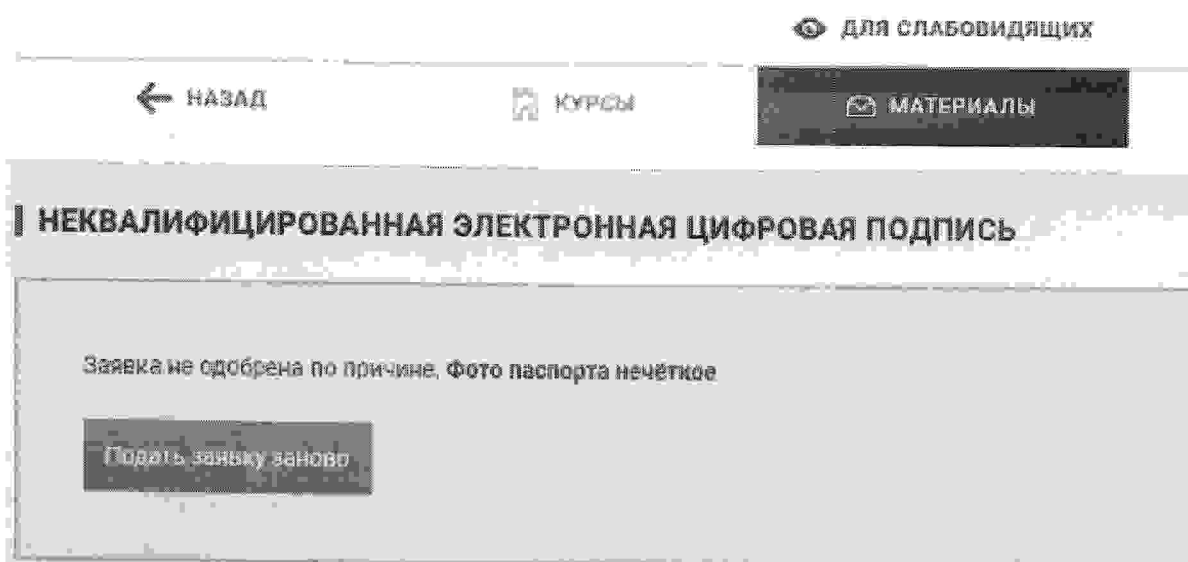 ДЛЯ СЛАБОВИДЯЩИХ
НАЗАД
КУРСЫ
МАТЕРИАЛЫ
НЕКВАЛИФИЦИРОВАННАЯ ЭЛЕКТРОННАЯ ЦИФРОВАЯ ПОДПИСЬ
Заявка не одобрена по причине. Фото паспорта нечёткое
Подать заявку заново